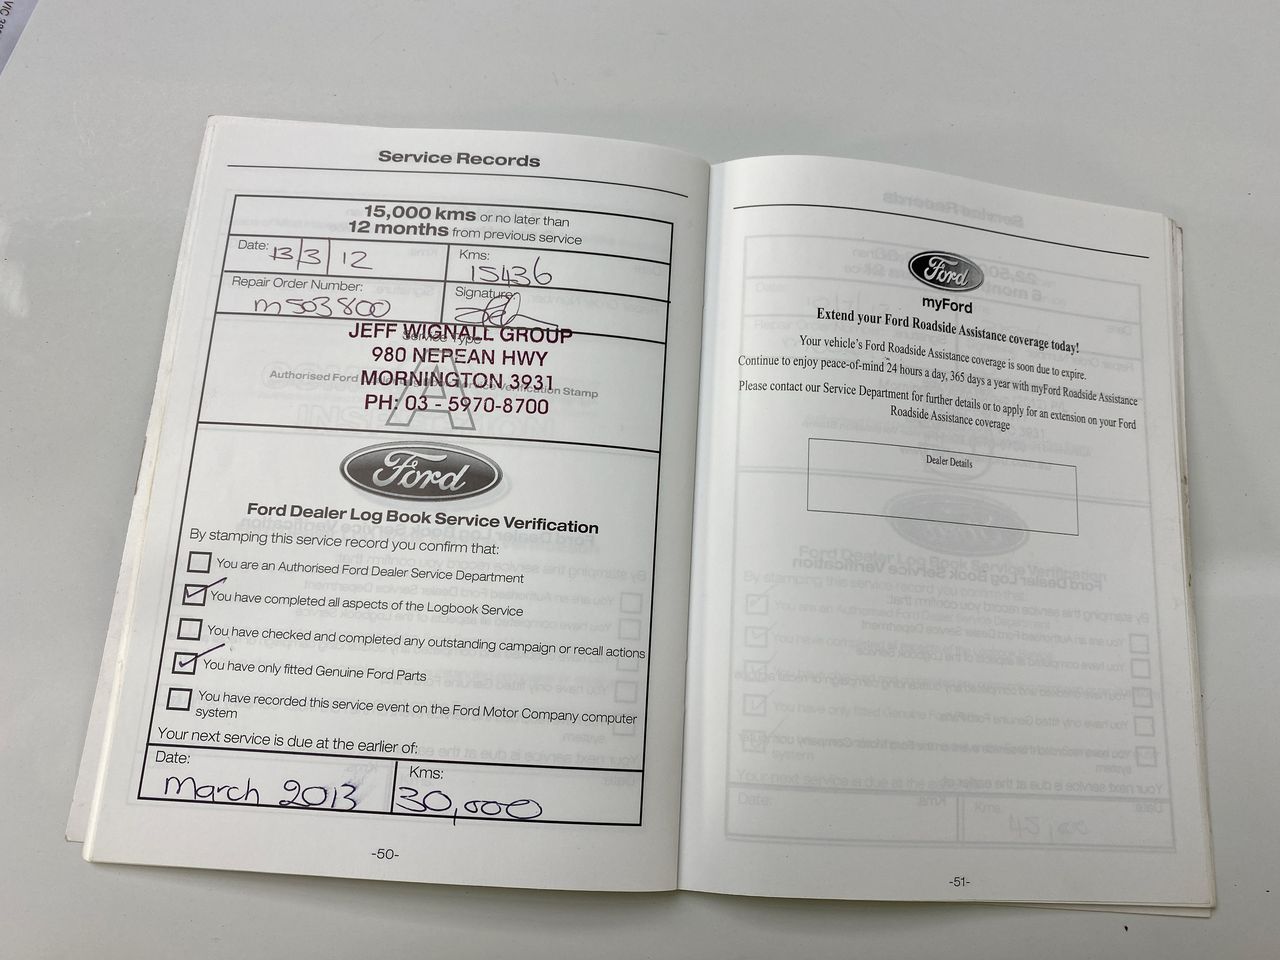 Service Records
15,000 kms or no later than
12 months from previous service
Date: 13 3 12
Kms: 15436
Repair Order Number: m503800
Signature:
Service Type
A
Authorised Ford Service Verification Stamp
JEFF WIGNALL GROUP
980 NEPEAN HWY
MORNINGTON 3931
PH: 03 - 5970-8700
Ford
Ford Dealer Log Book Service Verification
By stamping this service record you confirm that:
You are an Authorised Ford Dealer Service Department
You have completed all aspects of the Logbook Service
You have checked and completed any outstanding campaign or recall actions
You have only fitted Genuine Ford Parts
You have recorded this service event on the Ford Motor Company computer
system
Your next service is due at the earlier of:
Date: March 2013
Kms: 30,000
-50-
Ford
myFord
Extend your Ford Roadside Assistance coverage today!
Your vehicle's Ford Roadside Assistance coverage is soon due to expire.
Continue to enjoy peace-of-mind 24 hours a day, 365 days a year with myFord Roadside Assistance
Please contact our Service Department for further details or to apply for an extension on your Ford
Roadside Assistance coverage
Dealer Details
-51-